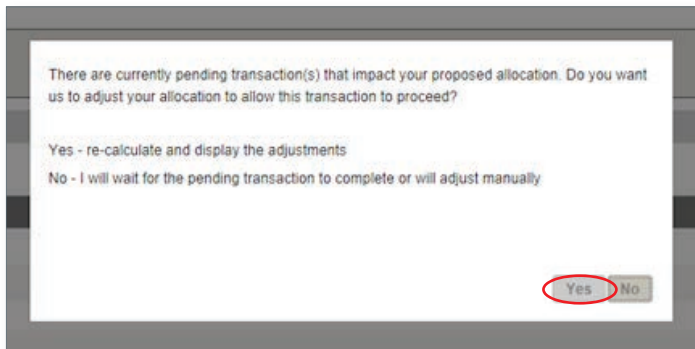 There are currently pending transaction(s) that impact your proposed allocation. Do you want
us to adjust your allocation to allow this transaction to proceed?
Yes - re-calculate and display the adjustments
No - I will wait for the pending transaction to complete or will adjust manually
Yes No